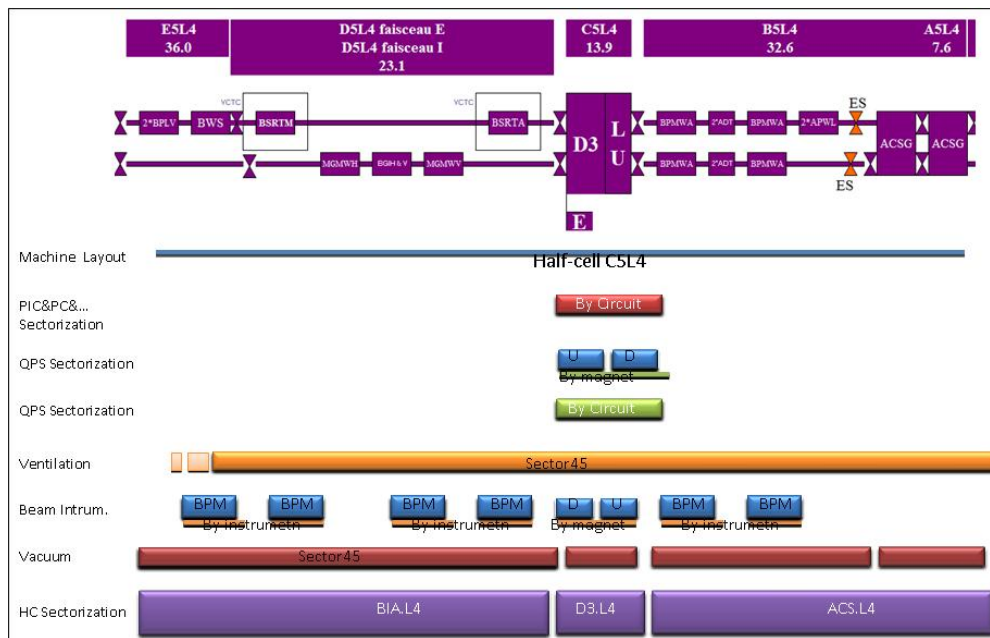 E5L4
36.0
D5L4 faisceau E
D5L4 faisceau I
23.1
C5L4
13.9
B5L4
32.6
A5L4
7.6
VCTC
VCTC
ES
2*BPLV BWS BSRTM BSRTA D3 L U BPMWA 2*ADT BPMWA 2*APWL ACSG ACSG
MGMWH BGIH & V MGMWV BPMWA 2*ADT BPMWA
ES
E
Machine Layout
Half-cell C5L4
PIC&PC&...
Sectorization
By Circuit
QPS Sectorization
U D
By magnet
QPS Sectorization
By Circuit
Ventilation
Sector45
Beam Intrum.
BPM BPM BPM BPM D U BPM BPM
By instrumetn By instrumetn By magnet By instrumetn
Vacuum
Sector45
HC Sectorization
BIA.L4 D3.L4 ACS.L4